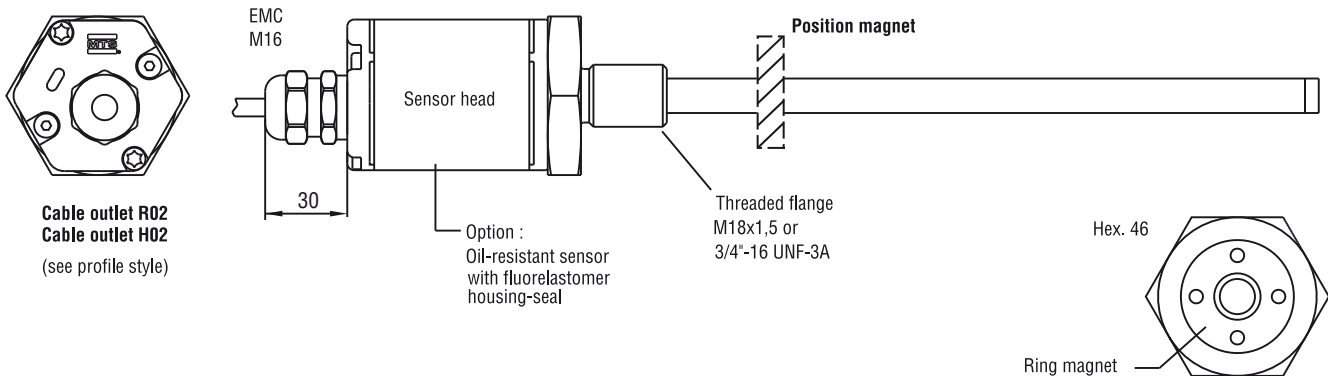 MTS
EMC
M16
Sensor head
Position magnet
30
Cable outlet R02
Cable outlet H02
(see profile style)
Option :
Oil-resistant sensor
with fluorelastomer
housing-seal
Threaded flange
M18x1,5 or
3/4"-16 UNF-3A
Hex. 46
Ring magnet